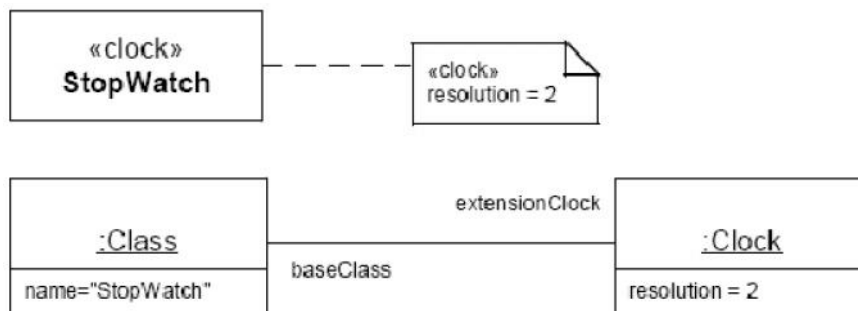 «clock»
StopWatch
«clock»
resolution = 2
extensionClock
:Class
:Clock
baseClass
name="StopWatch"
resolution = 2